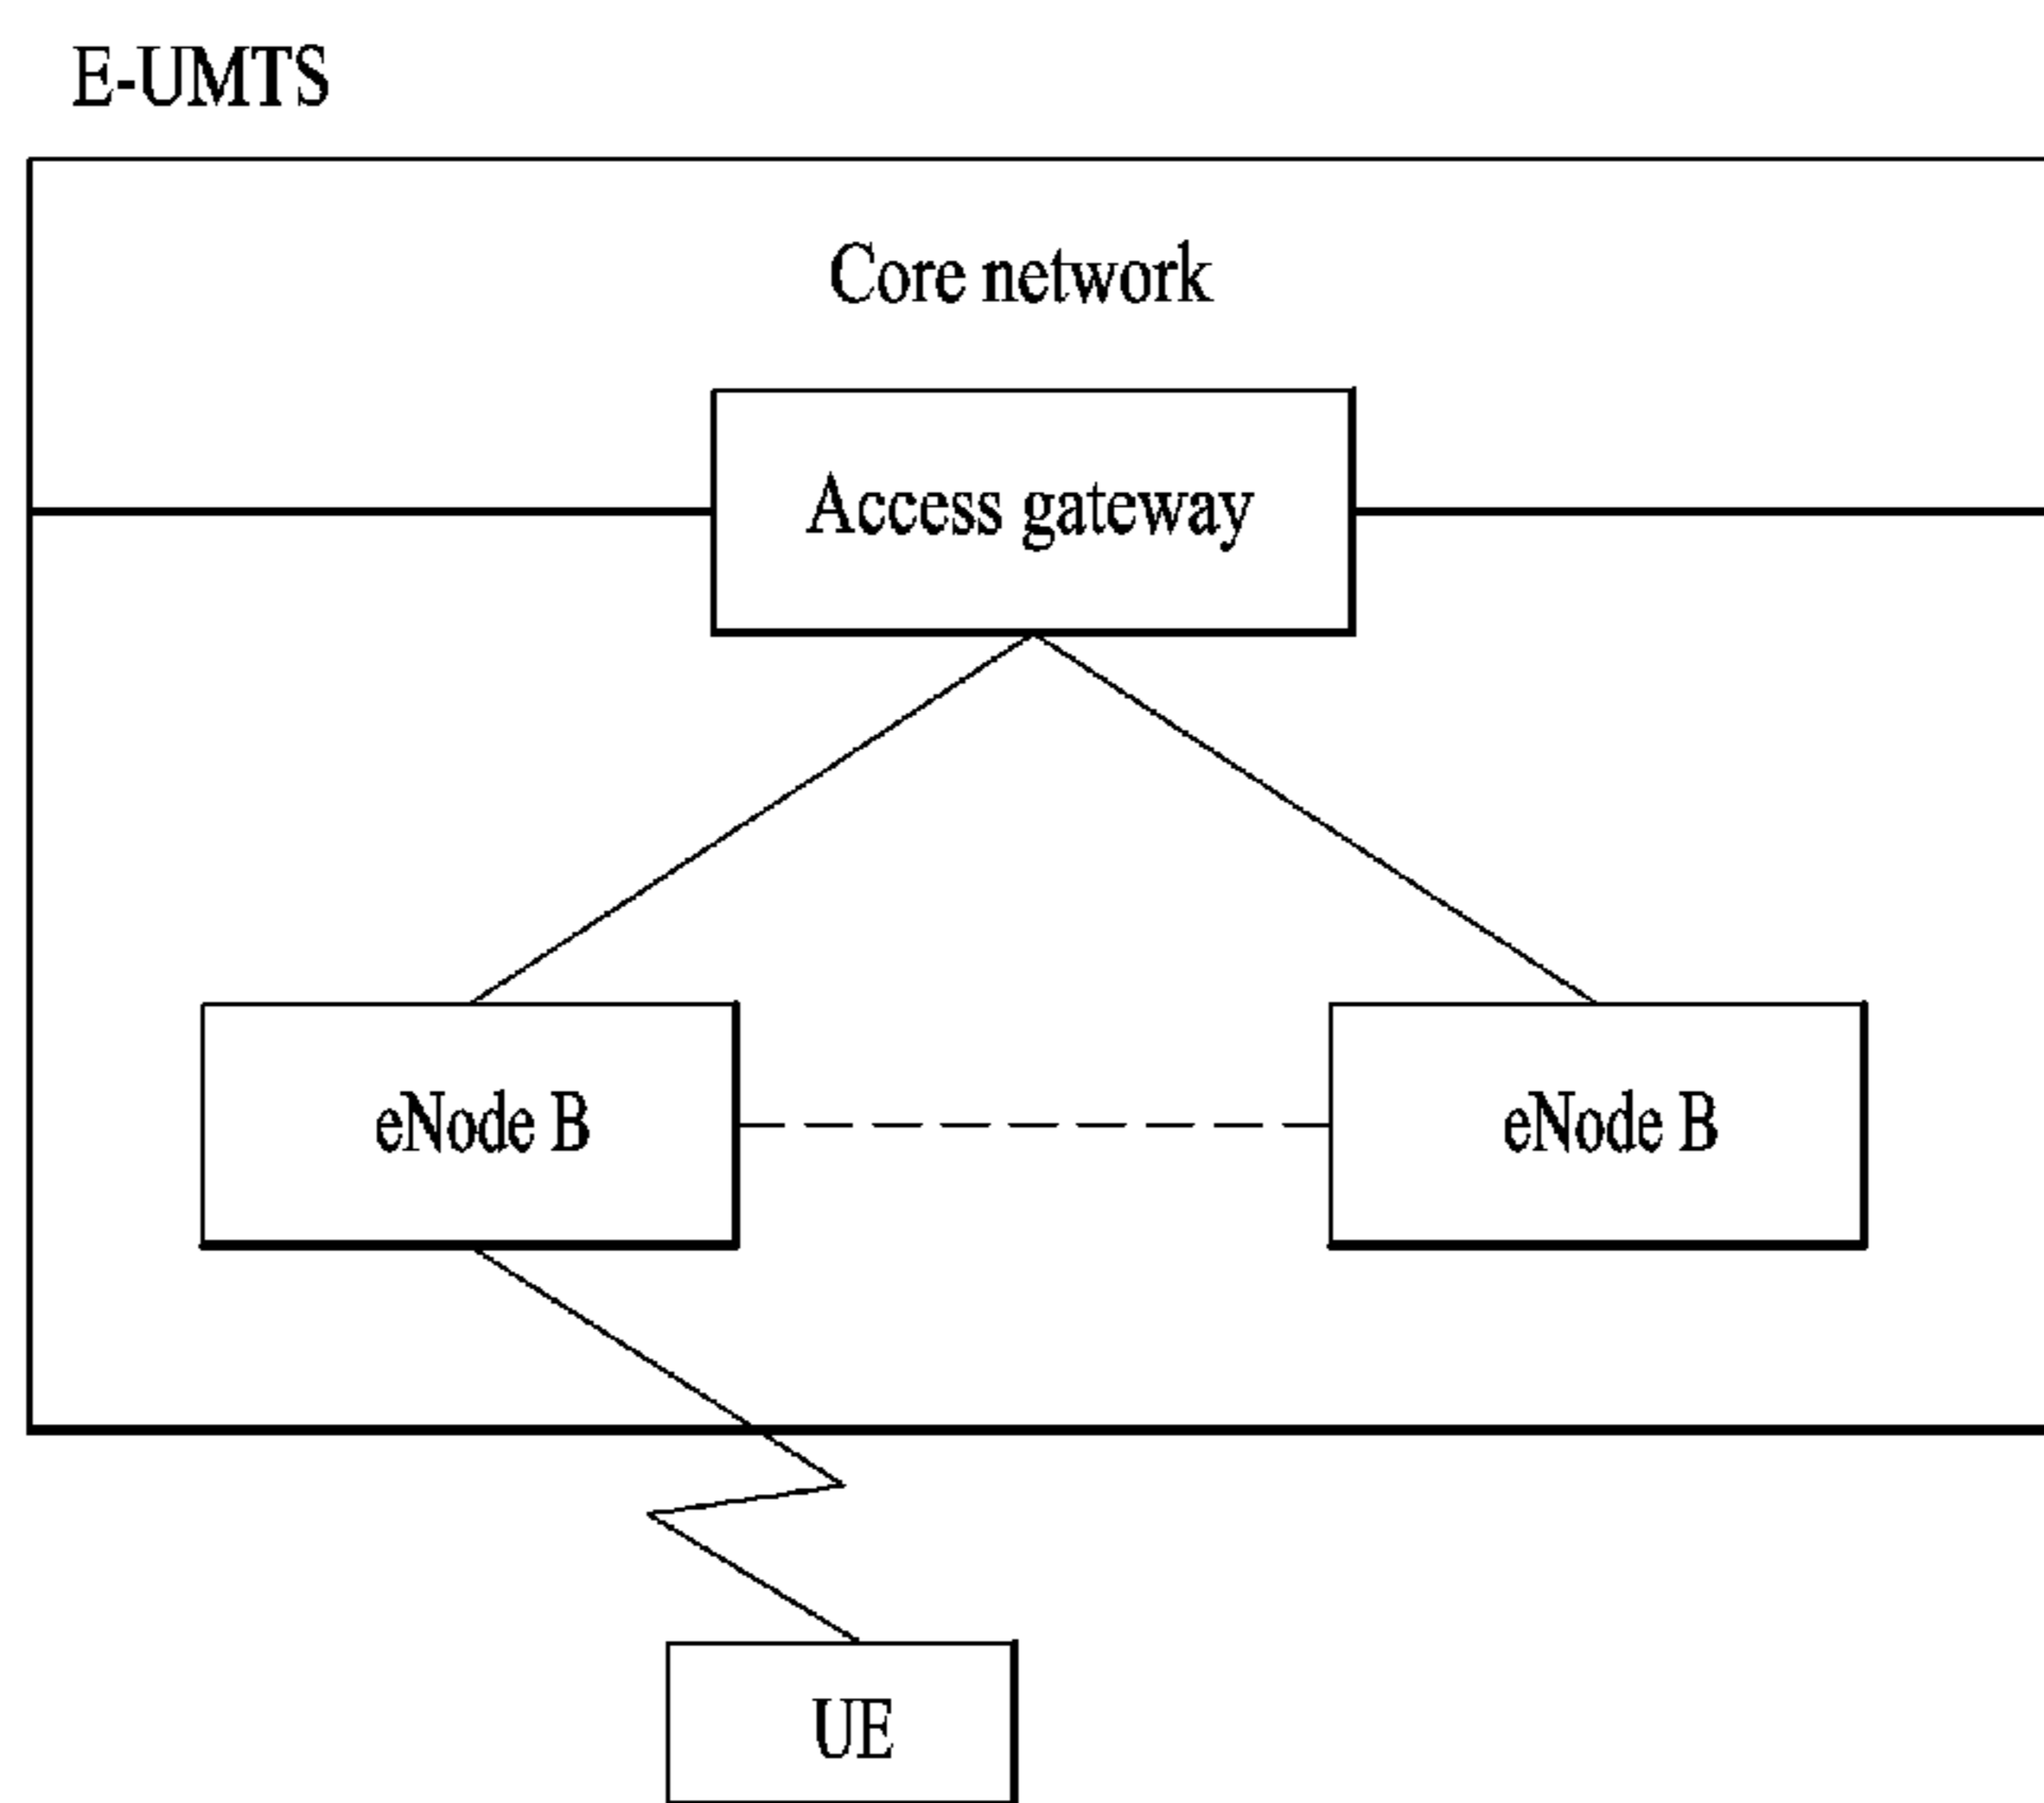 E-UMTS
Core network
Access gateway
eNode B
eNode B
UE